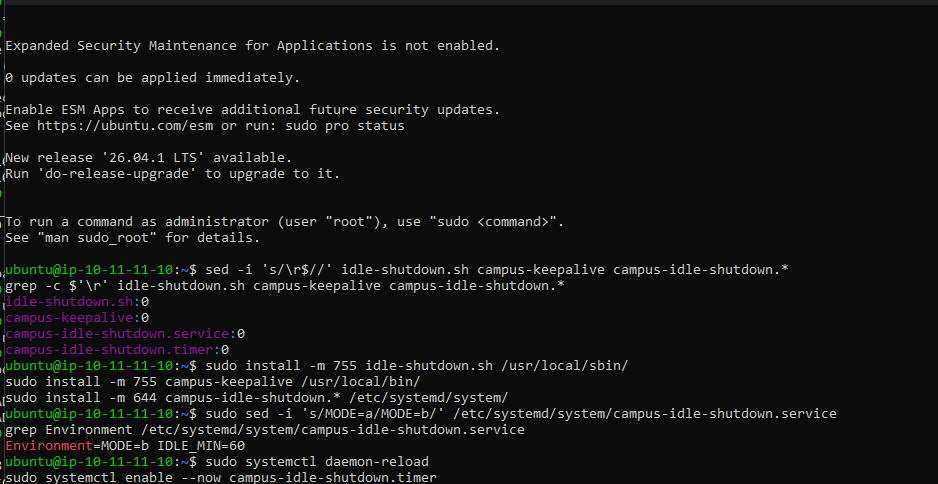 Expanded Security Maintenance for Applications is not enabled.
0 updates can be applied immediately.
Enable ESM Apps to receive additional future security updates.
See https://ubuntu.com/esm or run: sudo pro status
New release '26.04.1 LTS' available.
Run 'do-release-upgrade' to upgrade to it.
To run a command as administrator (user "root"), use "sudo <command>".
See "man sudo_root" for details.
ubuntu@ip-10-11-11-10:~$ sed -i 's/\r$//' idle-shutdown.sh campus-keepalive campus-idle-shutdown.*
grep -c $'\r' idle-shutdown.sh campus-keepalive campus-idle-shutdown.*
idle-shutdown.sh:0
campus-keepalive:0
campus-idle-shutdown.service:0
campus-idle-shutdown.timer:0
ubuntu@ip-10-11-11-10:~$ sudo install -m 755 idle-shutdown.sh /usr/local/sbin/
sudo install -m 755 campus-keepalive /usr/local/bin/
sudo install -m 644 campus-idle-shutdown.* /etc/systemd/system/
ubuntu@ip-10-11-11-10:~$ sudo sed -i 's/MODE=a/MODE=b/' /etc/systemd/system/campus-idle-shutdown.service
grep Environment /etc/systemd/system/campus-idle-shutdown.service
Environment=MODE=b IDLE_MIN=60
ubuntu@ip-10-11-11-10:~$ sudo systemctl daemon-reload
sudo systemctl enable --now campus-idle-shutdown.timer